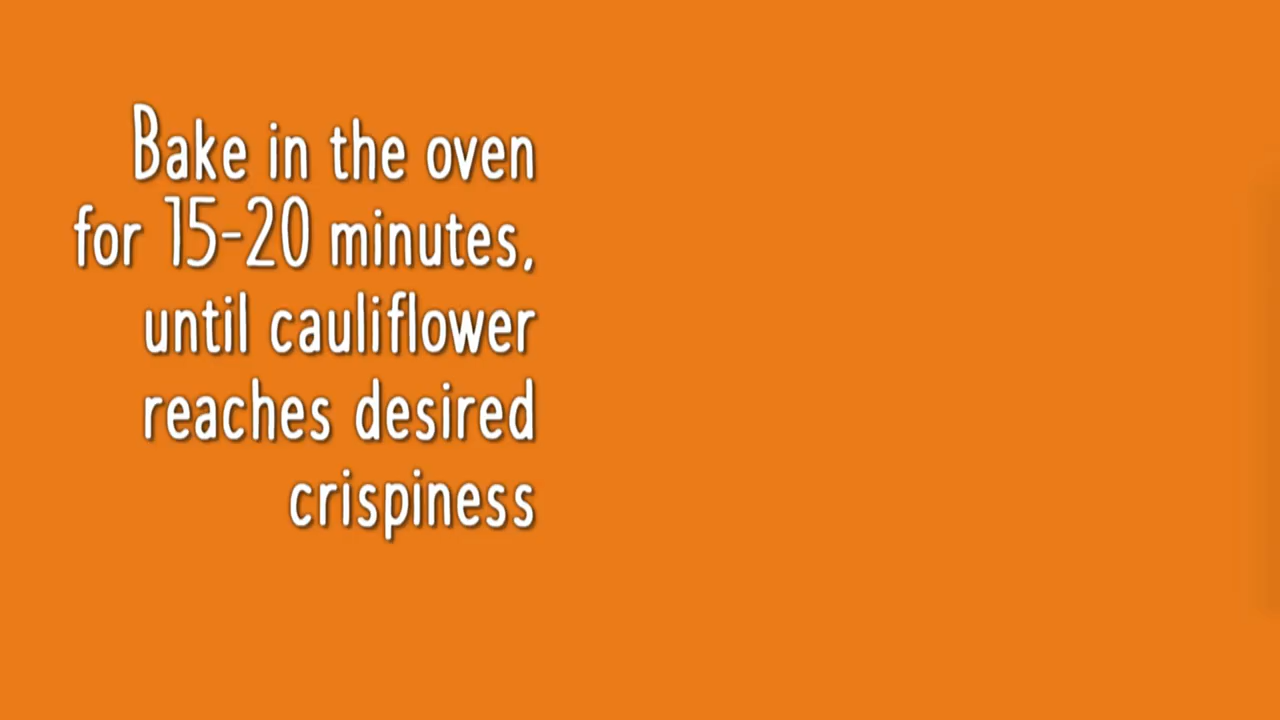 Bake in the oven
for 15-20 minutes,
until cauliflower
reaches desired
crispiness